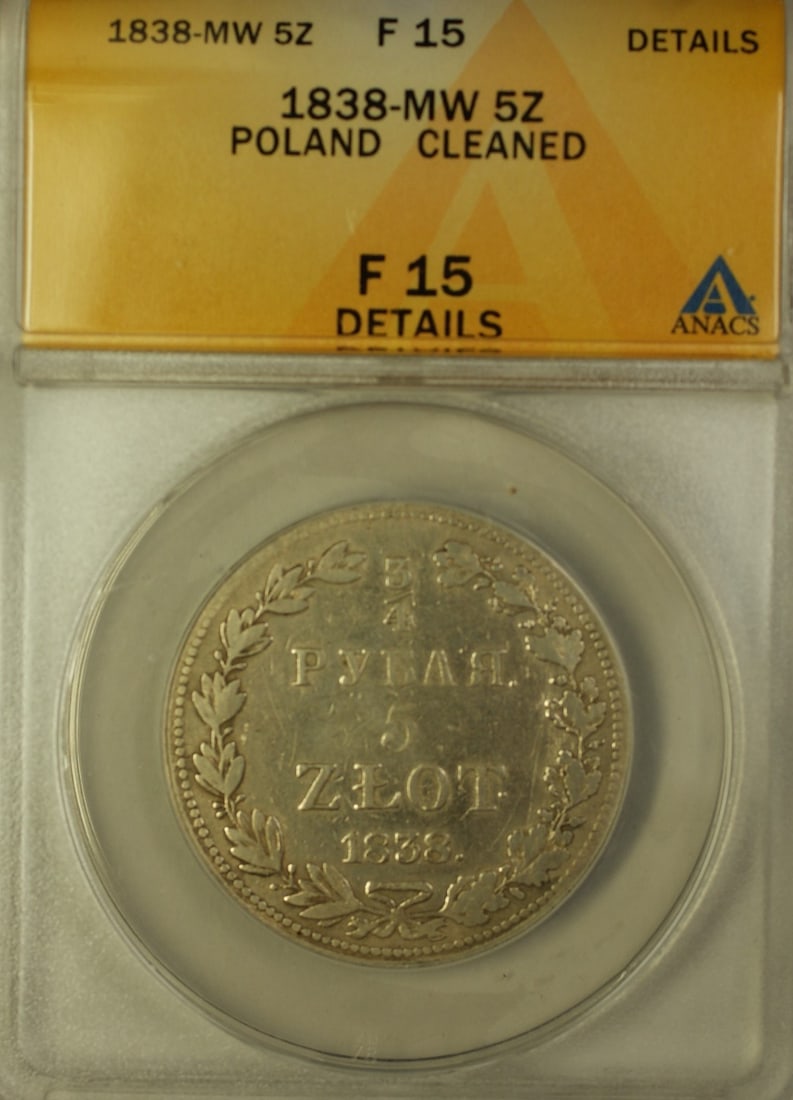 1838-MW 5Z F 15 DETAILS
1838-MW 5Z
POLAND CLEANED
F 15
DETAILS
ANACS
3
4
РУБЛЯ.
5
ZŁOT.
1838.